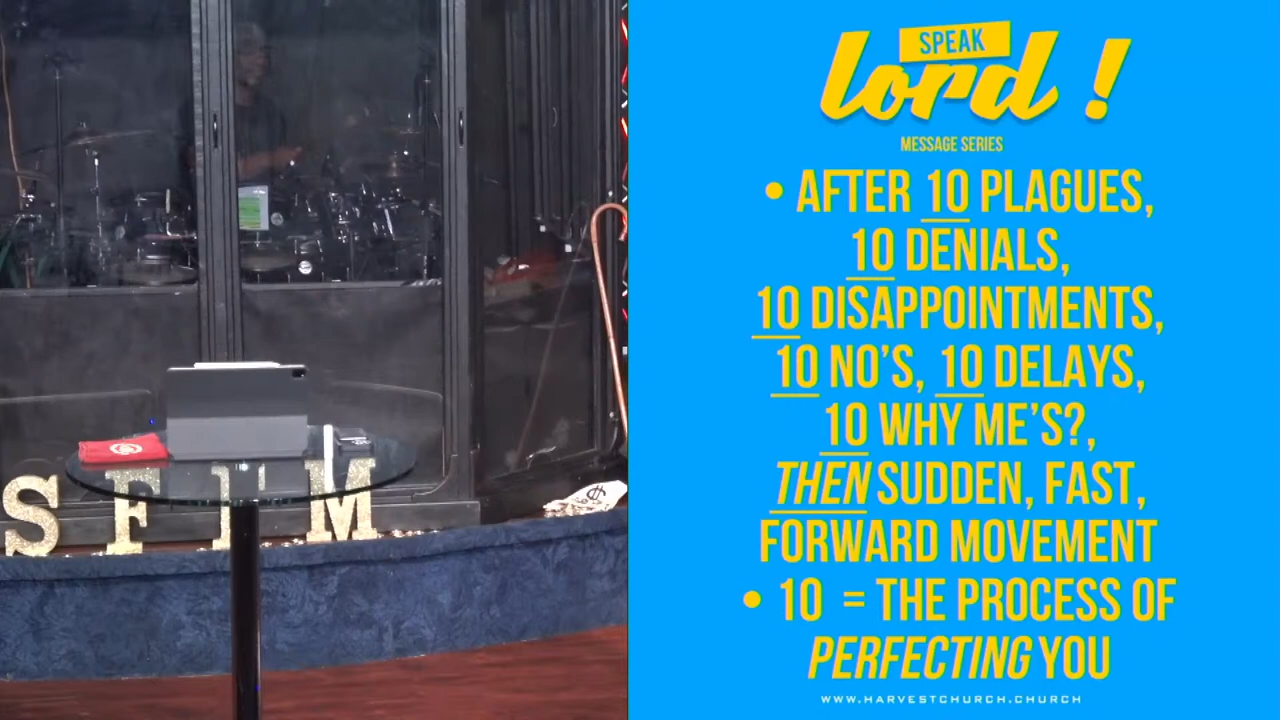 SPEAK
lord!
MESSAGE SERIES
• AFTER 10 PLAGUES,
10 DENIALS,
10 DISAPPOINTMENTS,
10 NO'S, 10 DELAYS,
10 WHY ME'S?,
THEN SUDDEN, FAST,
FORWARD MOVEMENT
• 10 = THE PROCESS OF
PERFECTING YOU
WWW.HARVESTCHURCH.CHURCH
S F I M
$